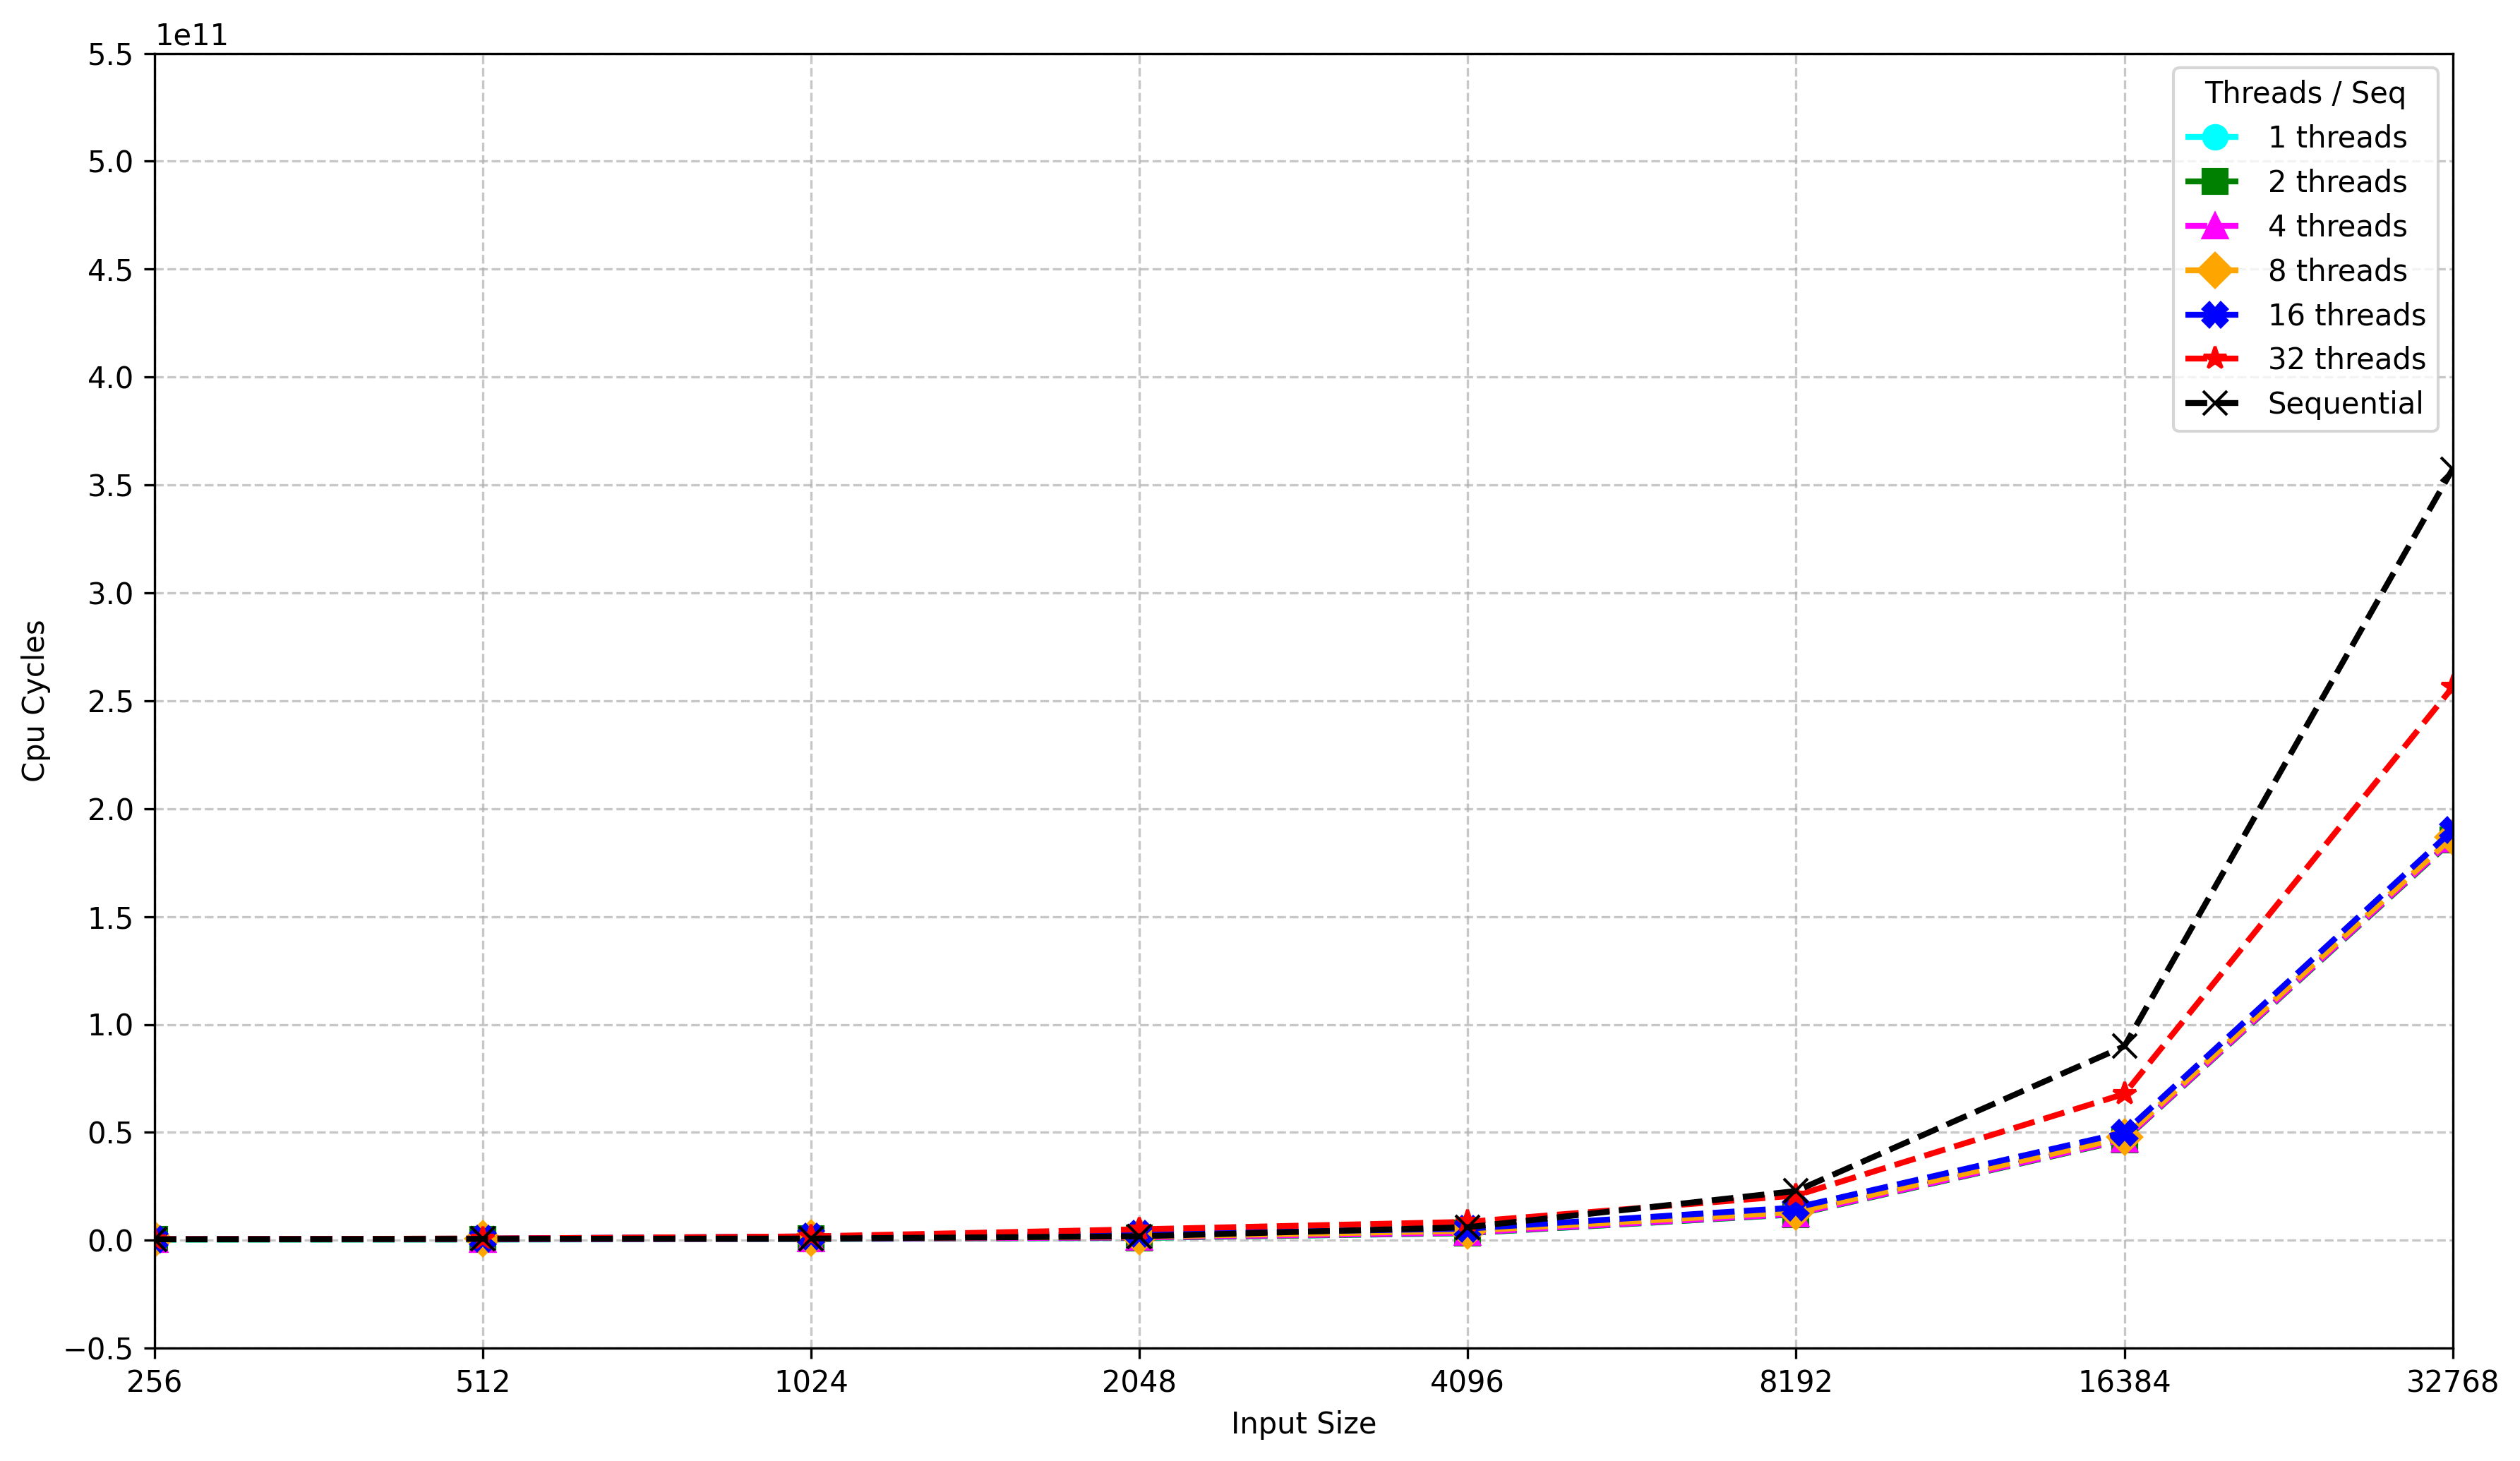 1e11
5.5
5.0
4.5
4.0
3.5
3.0
2.5
2.0
1.5
1.0
0.5
0.0
−0.5
Cpu Cycles
256 512 1024 2048 4096 8192 16384 32768
Input Size
Threads / Seq
1 threads
2 threads
4 threads
8 threads
16 threads
32 threads
Sequential